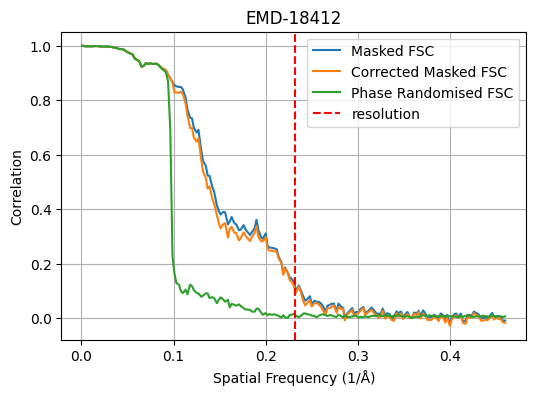 EMD-18412
Masked FSC
Corrected Masked FSC
Phase Randomised FSC
resolution
Correlation
1.0
0.8
0.6
0.4
0.2
0.0
0.0 0.1 0.2 0.3 0.4
Spatial Frequency (1/Å)